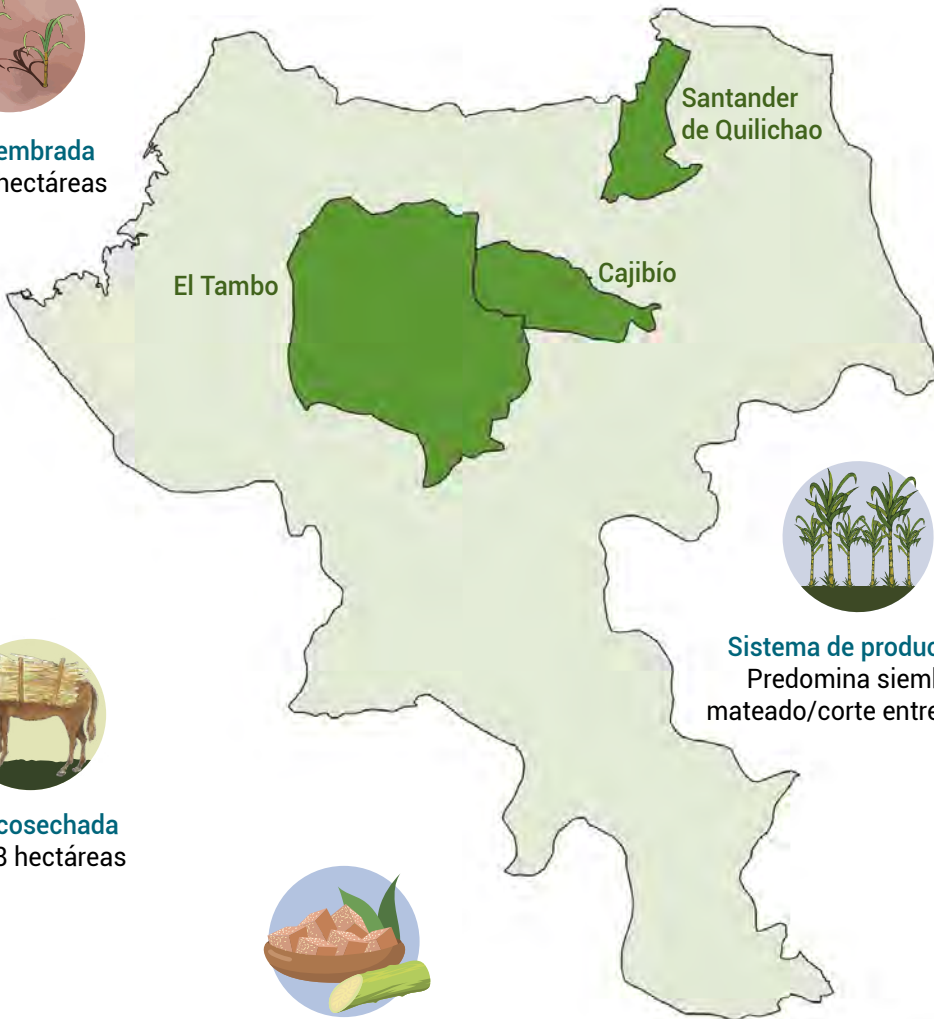 Santander
de Quilichao
embrada
hectáreas
Cajibío
El Tambo
Sistema de produc
Predomina siemb
mateado/corte entre
cosechada
3 hectáreas